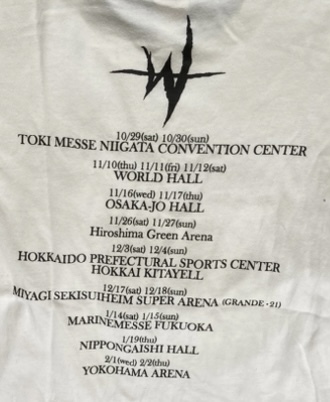 W
10/29(sat) 10/30(sun)
TOKI MESSE NIIGATA CONVENTION CENTER
11/10(thu) 11/11(fri) 11/12(sat)
WORLD HALL
11/16(wed) 11/17(thu)
OSAKA-JO HALL
11/26(sat) 11/27(sun)
Hiroshima Green Arena
12/3(sat) 12/4(sun)
HOKKAIDO PREFECTURAL SPORTS CENTER
HOKKAI KITAYELL
12/17(sat) 12/18(sun)
MIYAGI SEKISUIHEIM SUPER ARENA (GRANDE・21)
1/14(sat) 1/15(sun)
MARINEMESSE FUKUOKA
1/19(thu)
NIPPONGAISHI HALL
2/1(wed) 2/2(thu)
YOKOHAMA ARENA